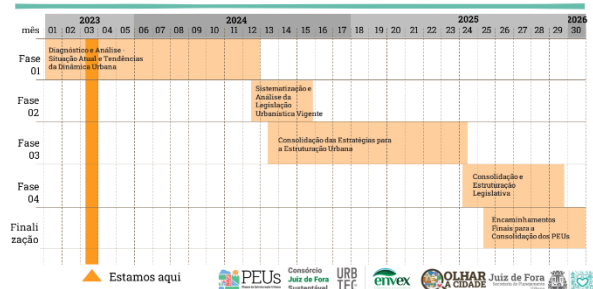 2023 2024 2025 2026
mês 01 02 03 04 05 06 07 08 09 10 11 12 13 14 15 16 17 18 19 20 21 22 23 24 25 26 27 28 29 30
Fase
01
Diagnóstico e Análise -
Situação Atual e Tendências
da Dinâmica Urbana
Fase
02
Sistematização e
Análise da
Legislação
Urbanística Vigente
Fase
03
Consolidação das Estratégias para
a Estruturação Urbana
Fase
04
Consolidação e
Estruturação
Legislativa
Finali
zação
Encaminhamentos
Finais para a
Consolidação dos PEUs
Estamos aqui
PEUs
Consórcio
Juiz de Fora
Sustentável
URB
TEC
envex
OLHAR
A CIDADE
Juiz de Fora